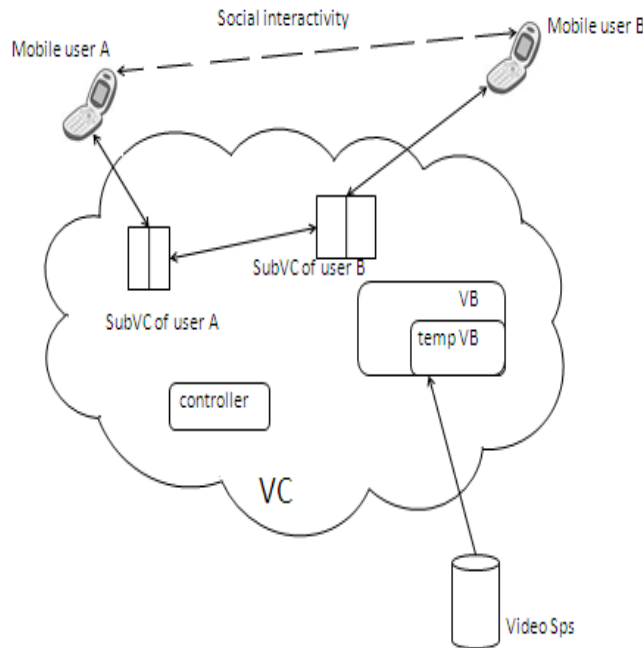 Social interactivity
Mobile user B
Mobile user A
SubVC of user B
VB
SubVC of user A
temp VB
controller
VC
Video Sps